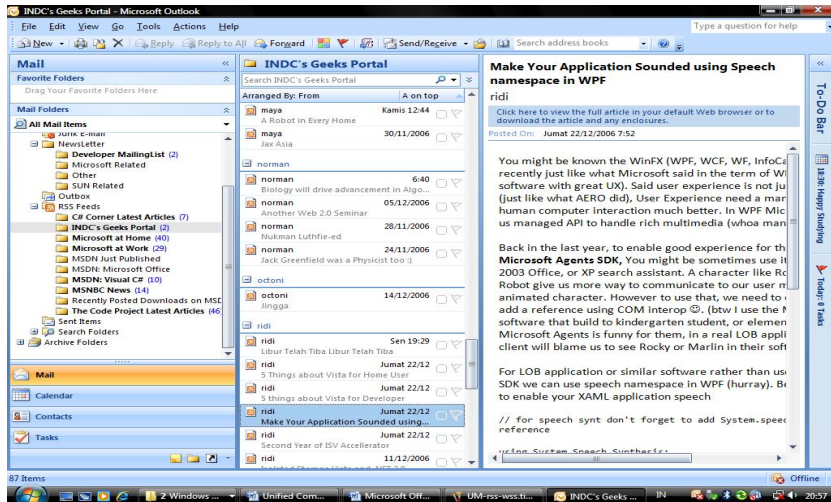 INDC's Geeks Portal - Microsoft Outlook
File Edit View Go Tools Actions Help
Type a question for help
New Reply Reply to All Forward Send/Receive Search address books
Mail
Favorite Folders
Drag Your Favorite Folders Here
Mail Folders
All Mail Items
Junk E-mail
NewsLetter
Developer MailingList (2)
Microsoft Related
Other
SUN Related
Outbox
RSS Feeds
C# Corner Latest Articles (7)
INDC's Geeks Portal (2)
Microsoft at Home (40)
Microsoft at Work (29)
MSDN Just Published
MSDN: Microsoft Office
MSDN: Visual C# (10)
MSNBC News (14)
Recently Posted Downloads on MSD
The Code Project Latest Articles (46)
Sent Items
Search Folders
Archive Folders
Mail
Calendar
Contacts
Tasks
INDC's Geeks Portal
Search INDC's Geeks Portal
Arranged By: From A on top
maya Kamis 12:44
A Robot in Every Home
maya 30/11/2006
Jax Asia
norman
norman 6:40
Biology will drive advancement in Algo...
norman 05/12/2006
Another Web 2.0 Seminar
norman 28/11/2006
Nukman Luthfie-ed
norman 24/11/2006
Jack Greenfield was a Physicist too :)
octoni
octoni 14/12/2006
Jingga
ridi
ridi Sen 19:29
Libur Telah Tiba Libur Telah Tiba
ridi Jumat 22/12
5 Things about Vista for Home User
ridi Jumat 22/12
5 things about Vista for Developer
ridi Jumat 22/12
Make Your Application Sounded using...
ridi Jumat 22/12
Second Year of ISV Accellerator
ridi 11/12/2006
Make Your Application Sounded using Speech
namespace in WPF
ridi
Click here to view the full article in your default Web browser or to
download the article and any enclosures.
Posted On: Jumat 22/12/2006 7:52
You might be known the WinFX (WPF, WCF, WF, InfoCa
recently just like what Microsoft said in the term of WI
software with great UX). Said user experience is not ju
(just like what AERO did), User Experience need a mar
human computer interaction much better. In WPF Mic
us managed API to handle rich multimedia (whoa man
Back in the last year, to enable good experience for th
Microsoft Agents SDK, You might be sometimes use it
2003 Office, or XP search assistant. A character like Ro
Robot give us more way to communicate to our user m
animated character. However to use that, we need to
add a reference using COM interop ☺. (btw I use the M
software that build to kindergarten student, or elemen
Microsoft Agents is funny for them, in a real LOB appli
client will blame us to see Rocky or Marlin in their soft
For LOB application or similar software rather than us
SDK we can use speech namespace in WPF (hurray). Be
to enable your XAML application speech
// for speech synt don't forget to add System.speec
reference
using System.Speech.Synthesis;
To-Do Bar
18:30: Happy Studying
Today: 0 Tasks
87 Items
Offline
2 Windows ...
Unified Com...
Microsoft Off...
UM-rss-wss.ti...
INDC's Geeks ...
IN
20:57